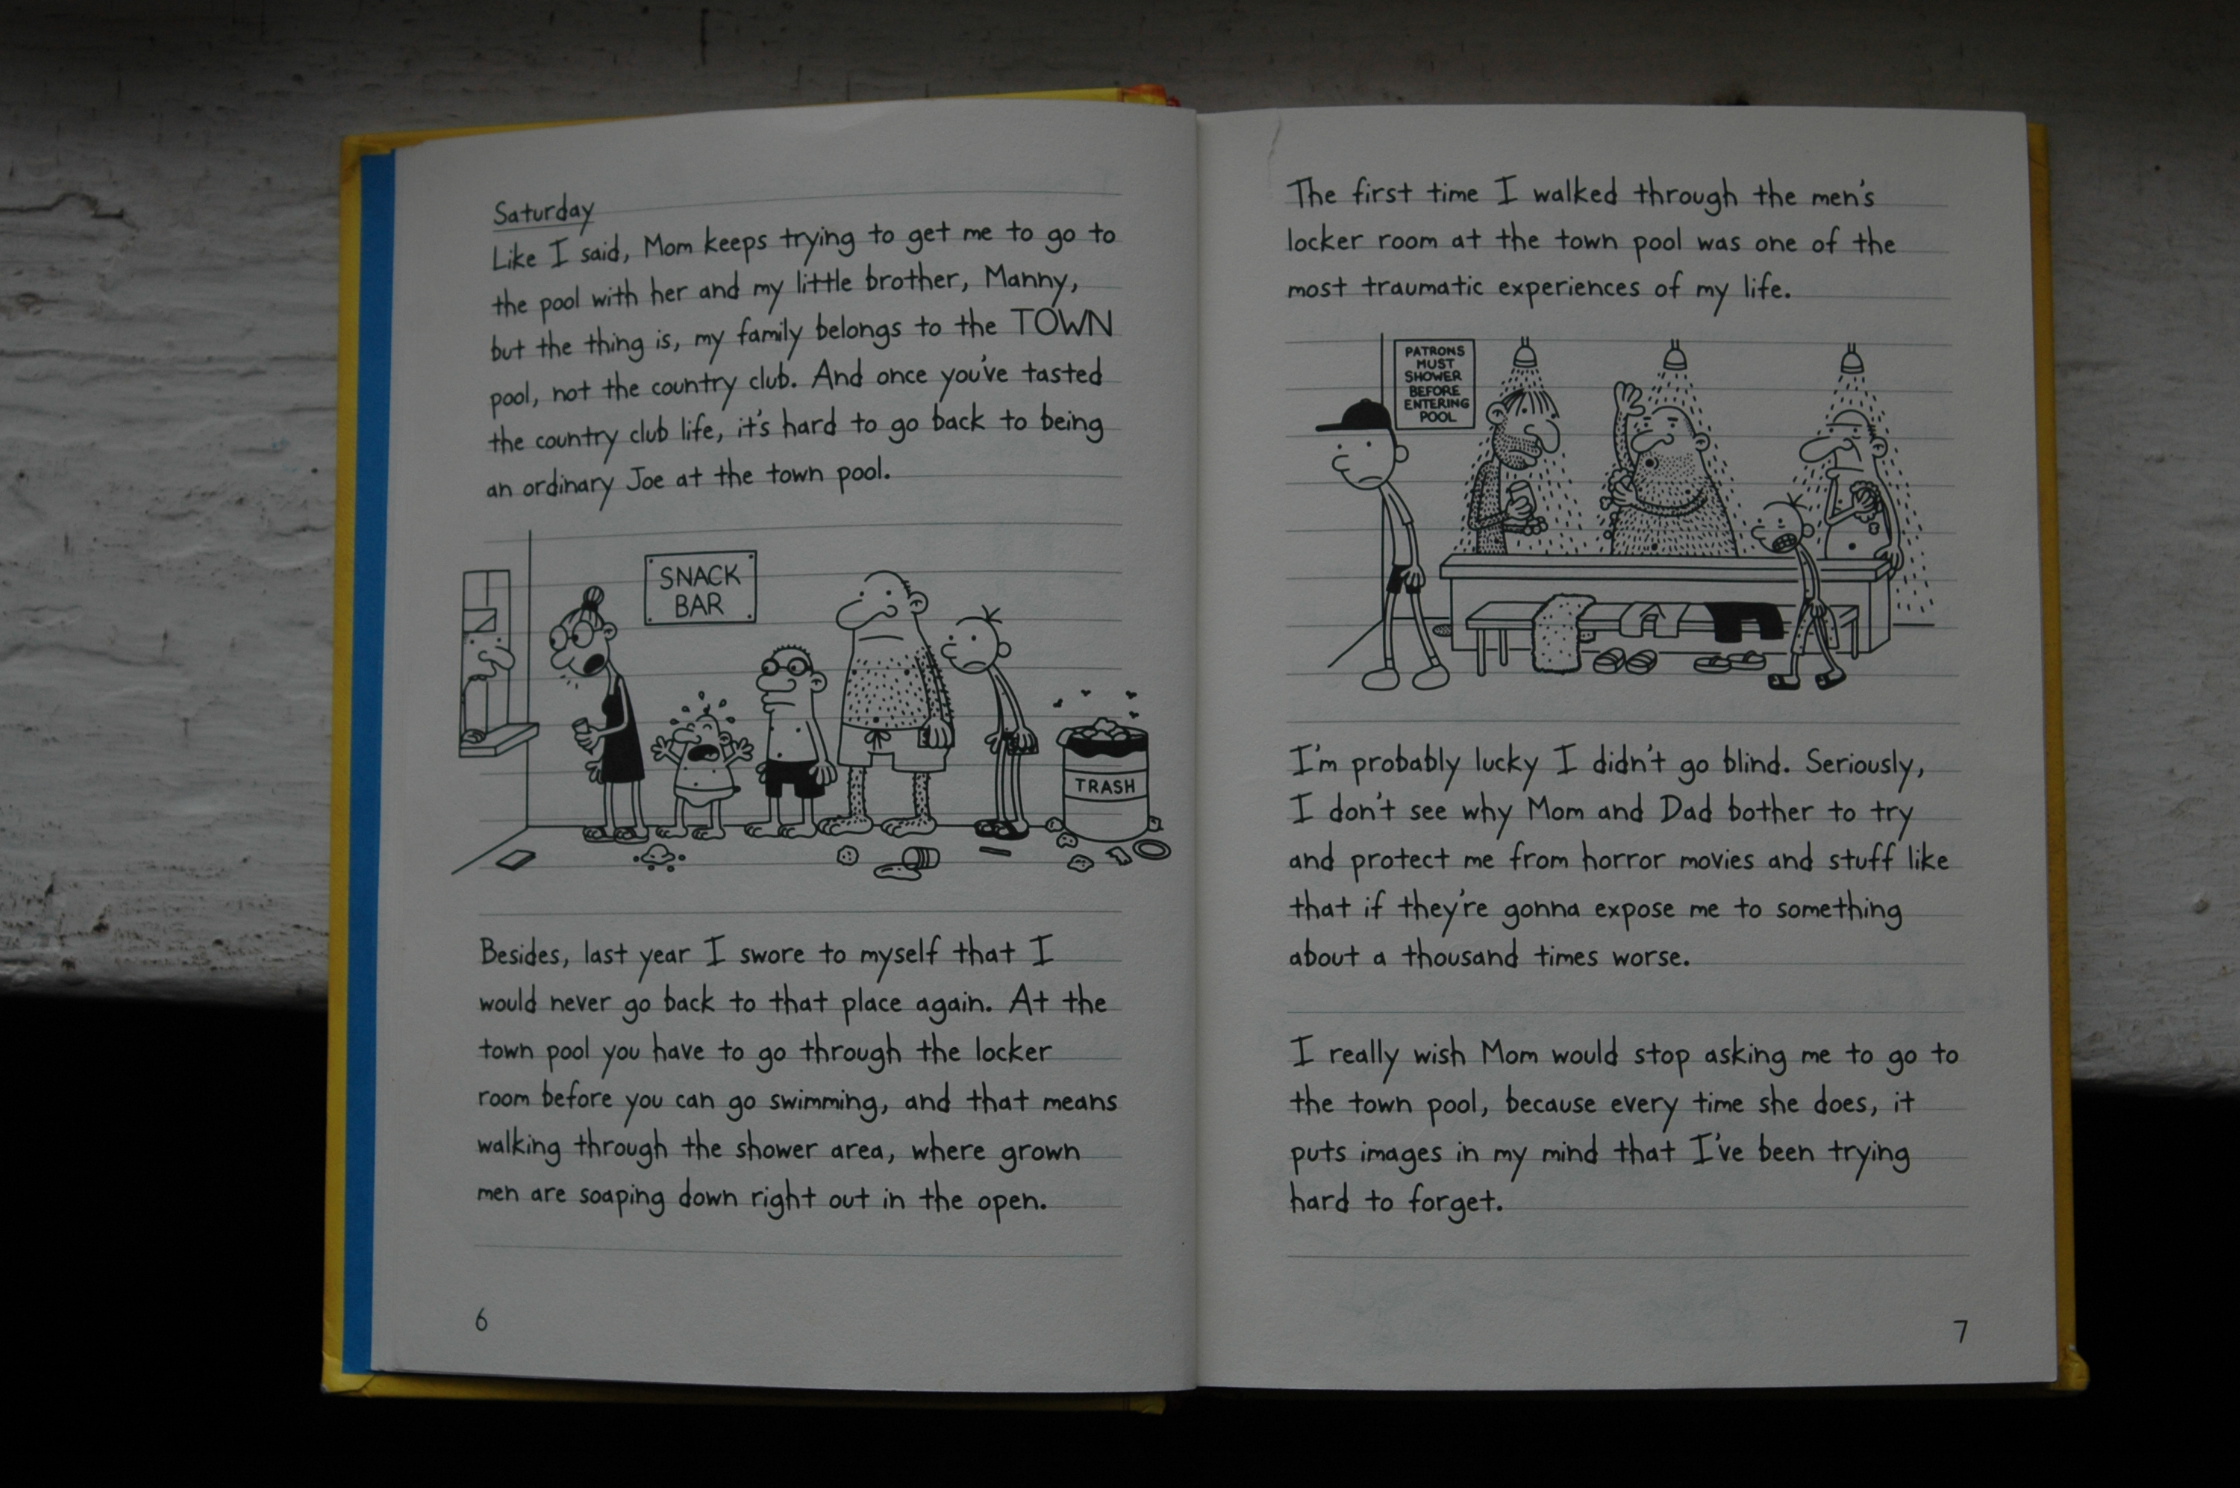 Saturday
Like I said, Mom keeps trying to get me to go to
the pool with her and my little brother, Manny,
but the thing is, my family belongs to the TOWN
pool, not the country club. And once you've tasted
the country club life, it's hard to go back to being
an ordinary Joe at the town pool.
SNACK
BAR
TRASH
Besides, last year I swore to myself that I
would never go back to that place again. At the
town pool you have to go through the locker
room before you can go swimming, and that means
walking through the shower area, where grown
men are soaping down right out in the open.
6
The first time I walked through the men's
locker room at the town pool was one of the
most traumatic experiences of my life.
PATRONS
MUST
SHOWER
BEFORE
ENTERING
POOL
I'm probably lucky I didn't go blind. Seriously,
I don't see why Mom and Dad bother to try
and protect me from horror movies and stuff like
that if they're gonna expose me to something
about a thousand times worse.
I really wish Mom would stop asking me to go to
the town pool, because every time she does, it
puts images in my mind that I've been trying
hard to forget.
7